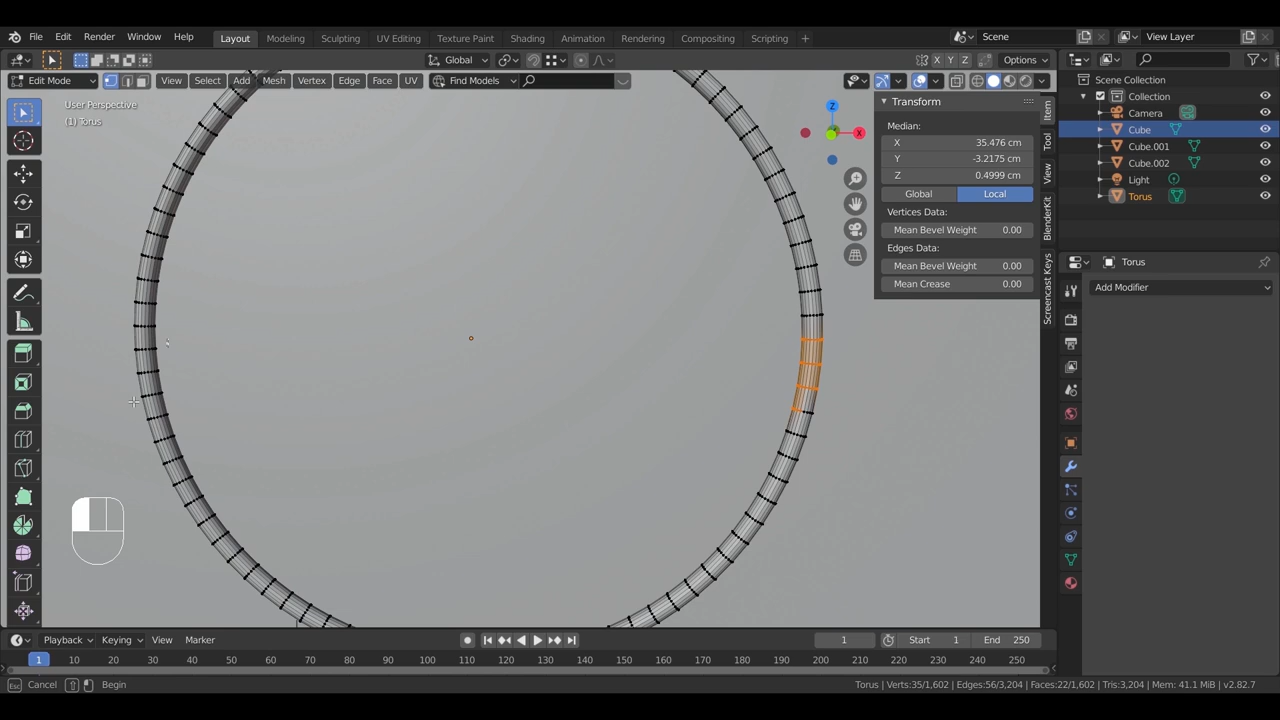 File Edit Render Window Help Layout Modeling Sculpting UV Editing Texture Paint Shading Animation Rendering Compositing Scripting + Scene View Layer
Global X Y Z Options
Edit Mode View Select Add Mesh Vertex Edge Face UV Find Models
User Perspective
(1) Torus
Z
X
Transform
Median:
X 35.476 cm
Y -3.2175 cm
Z 0.4999 cm
Global Local
Vertices Data:
Mean Bevel Weight 0.00
Edges Data:
Mean Bevel Weight 0.00
Mean Crease 0.00
Item
Tool
View
BlenderKit
Screencast Keys
Scene Collection
Collection
Camera
Cube
Cube.001
Cube.002
Light
Torus
Torus
Add Modifier
Playback Keying View Marker 1 Start 1 End 250
1 10 20 30 40 50 60 70 80 90 100 110 120 130 140 150 160 170 180 190 200 210 220 230 240 250
Esc Cancel Begin Torus | Verts:35/1,602 | Edges:56/3,204 | Faces:22/1,602 | Tris:3,204 | Mem: 41.1 MiB | v2.82.7